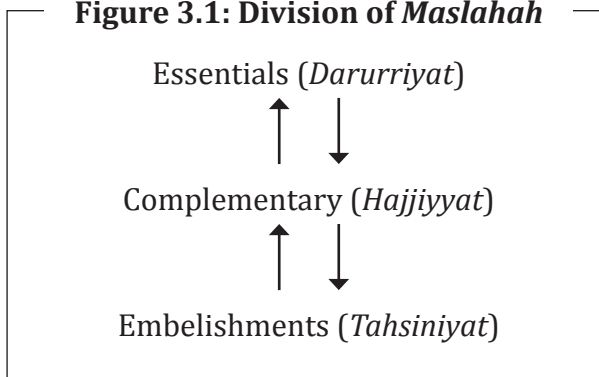 Figure 3.1: Division of Maslahah
Essentials (Darurriyat)
Complementary (Hajjiyyat)
Embelishments (Tahsiniyat)